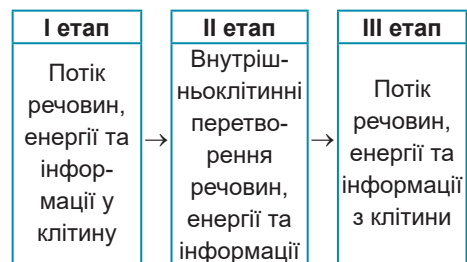 І етап
Потік
речовин,
енергії та
інфор-
мації у
клітину
→
ІІ етап
Внутріш-
ньоклітинні
перетво-
рення
речовин,
енергії та
інформації
→
ІІІ етап
Потік
речовин,
енергії та
інформації
з клітини